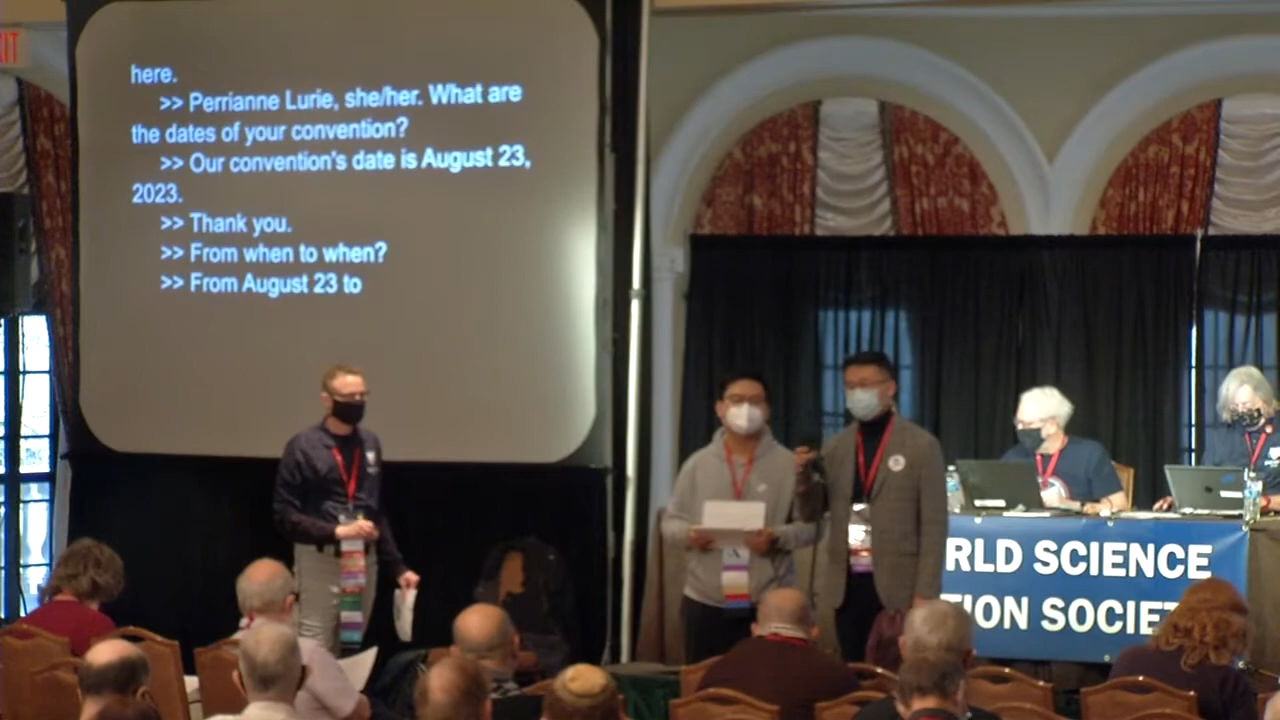 XIT
here.
>> Perrianne Lurie, she/her. What are
the dates of your convention?
>> Our convention's date is August 23,
2023.
>> Thank you.
>> From when to when?
>> From August 23 to
RLD SCIENCE
TION SOCIET